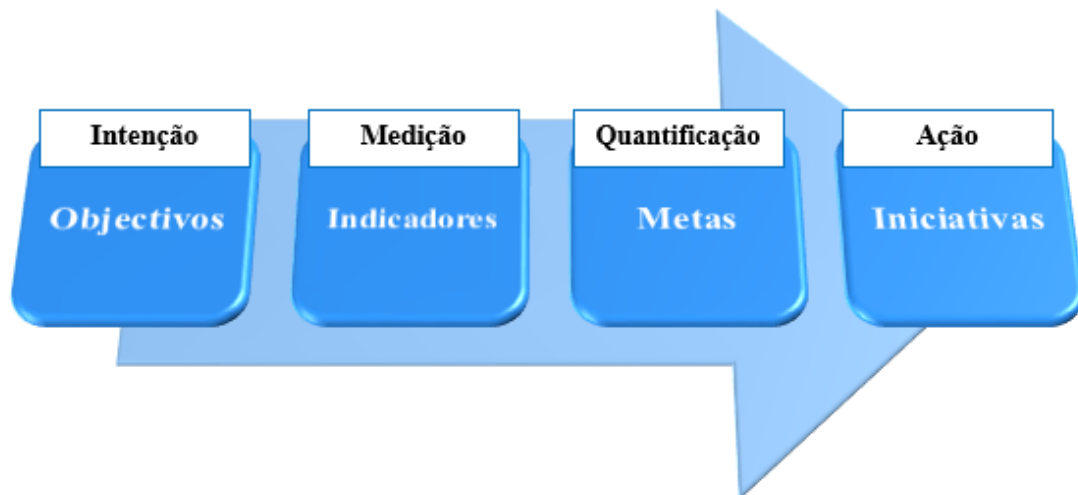 Intenção
Medição
Quantificação
Ação
Objectivos
Indicadores
Metas
Iniciativas